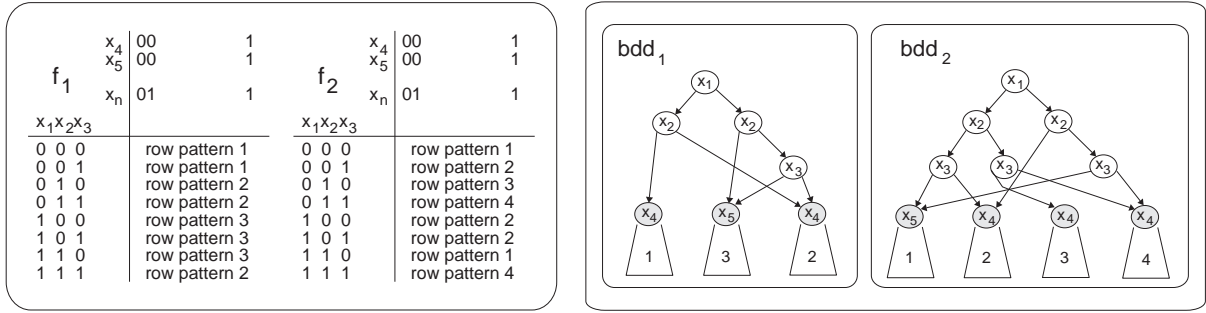 x4 00 1
x5 00 1
f1
xn 01 1
x1x2x3
0 0 0 row pattern 1
0 0 1 row pattern 1
0 1 0 row pattern 2
0 1 1 row pattern 2
1 0 0 row pattern 3
1 0 1 row pattern 3
1 1 0 row pattern 3
1 1 1 row pattern 2
x4 00 1
x5 00 1
f2
xn 01 1
x1x2x3
0 0 0 row pattern 1
0 0 1 row pattern 2
0 1 0 row pattern 3
0 1 1 row pattern 4
1 0 0 row pattern 2
1 0 1 row pattern 2
1 1 0 row pattern 1
1 1 1 row pattern 4
bdd1
x1
x2 x2
x3
x4 x5 x4
1 3 2
bdd2
x1
x2 x2
x3 x3 x3
x5 x4 x4 x4
1 2 3 4